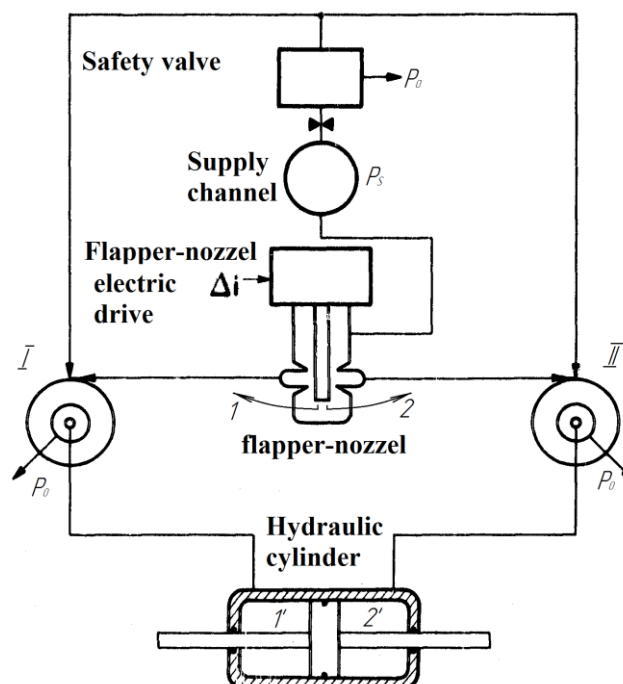 Safety valve
P₀
Supply
channel
Pₛ
Flapper-nozzel
electric
drive
Δi
I
II
1
2
flapper-nozzel
P₀
P₀
Hydraulic
cylinder
1'
2'